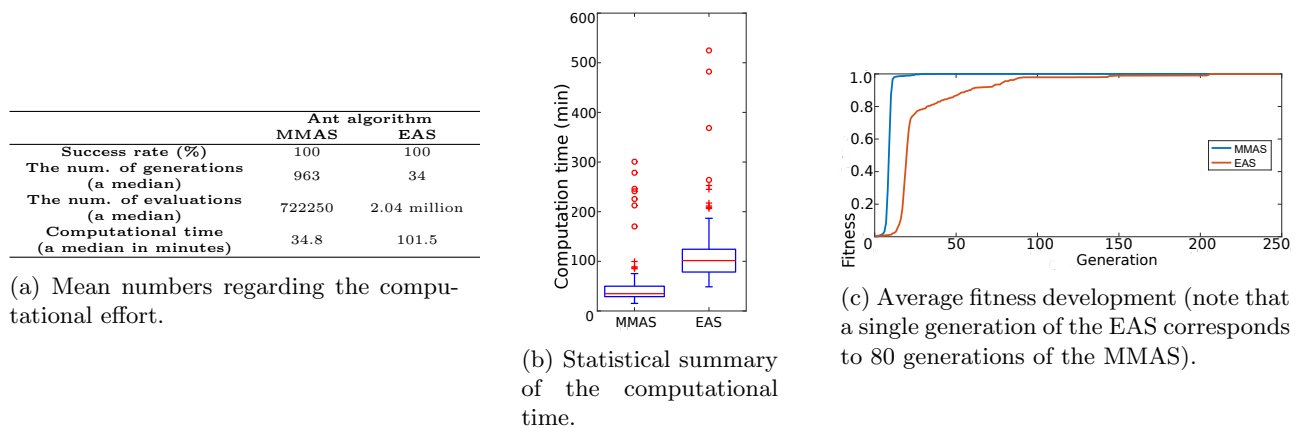 Ant algorithm
MMAS EAS
Success rate (%) 100 100
The num. of generations
(a median) 963 34
The num. of evaluations
(a median) 722250 2.04 million
Computational time
(a median in minutes) 34.8 101.5
(a) Mean numbers regarding the compu-
tational effort.
Computation time (min)
600
500
400
300
200
100
0
MMAS EAS
(b) Statistical summary
of the computational
time.
Fitness
1.0
0.8
0.6
0.4
0.2
0 50 100 150 200 250
Generation
MMAS
EAS
(c) Average fitness development (note that
a single generation of the EAS corresponds
to 80 generations of the MMAS).